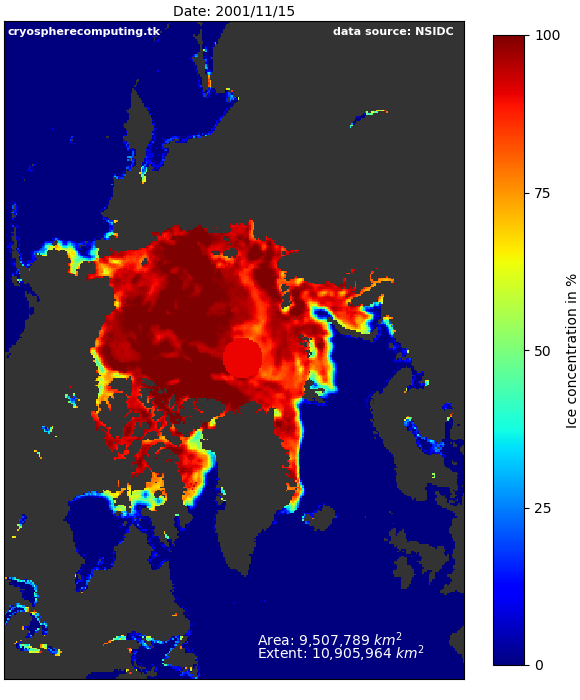 Date: 2001/11/15
cryospherecomputing.tk
data source: NSIDC
100
75
50
25
0
Ice concentration in %
Area: 9,507,789 km²
Extent: 10,905,964 km²